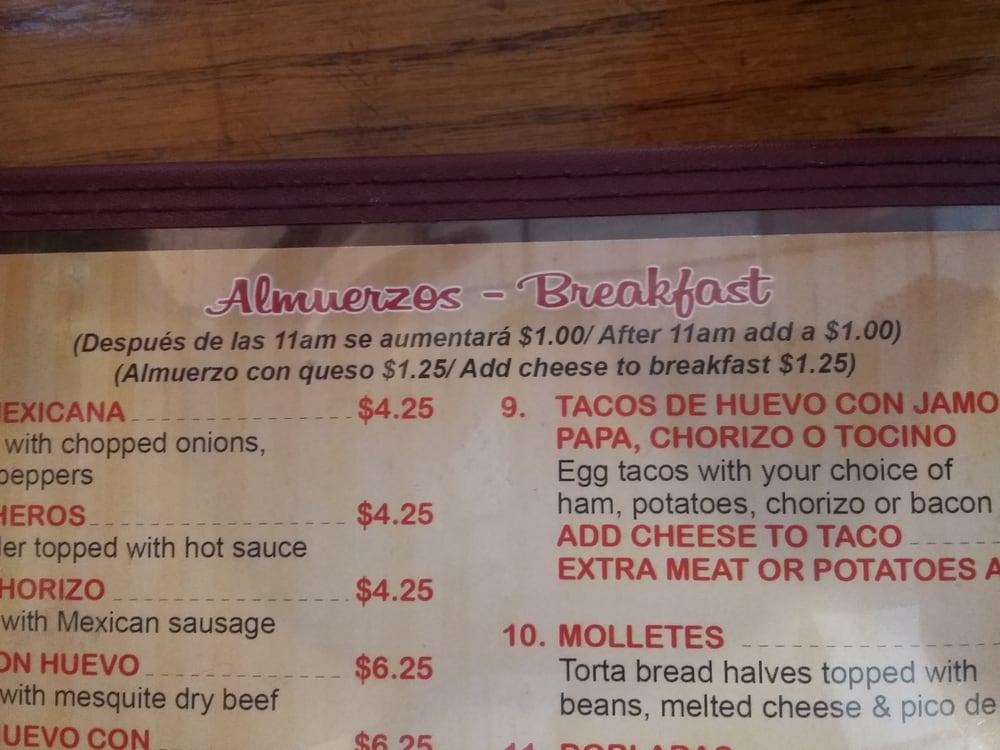 Almuerzos - Breakfast
(Después de las 11am se aumentará $1.00/ After 11am add a $1.00)
(Almuerzo con queso $1.25/ Add cheese to breakfast $1.25)
EXICANA $4.25
with chopped onions,
peppers
HEROS $4.25
er topped with hot sauce
HORIZO $4.25
with Mexican sausage
ON HUEVO $6.25
with mesquite dry beef
UEVO CON $6.25
9. TACOS DE HUEVO CON JAMO
PAPA, CHORIZO O TOCINO
Egg tacos with your choice of
ham, potatoes, chorizo or bacon
ADD CHEESE TO TACO
EXTRA MEAT OR POTATOES A
10. MOLLETES
Torta bread halves topped with
beans, melted cheese & pico de
11. POBLADAS